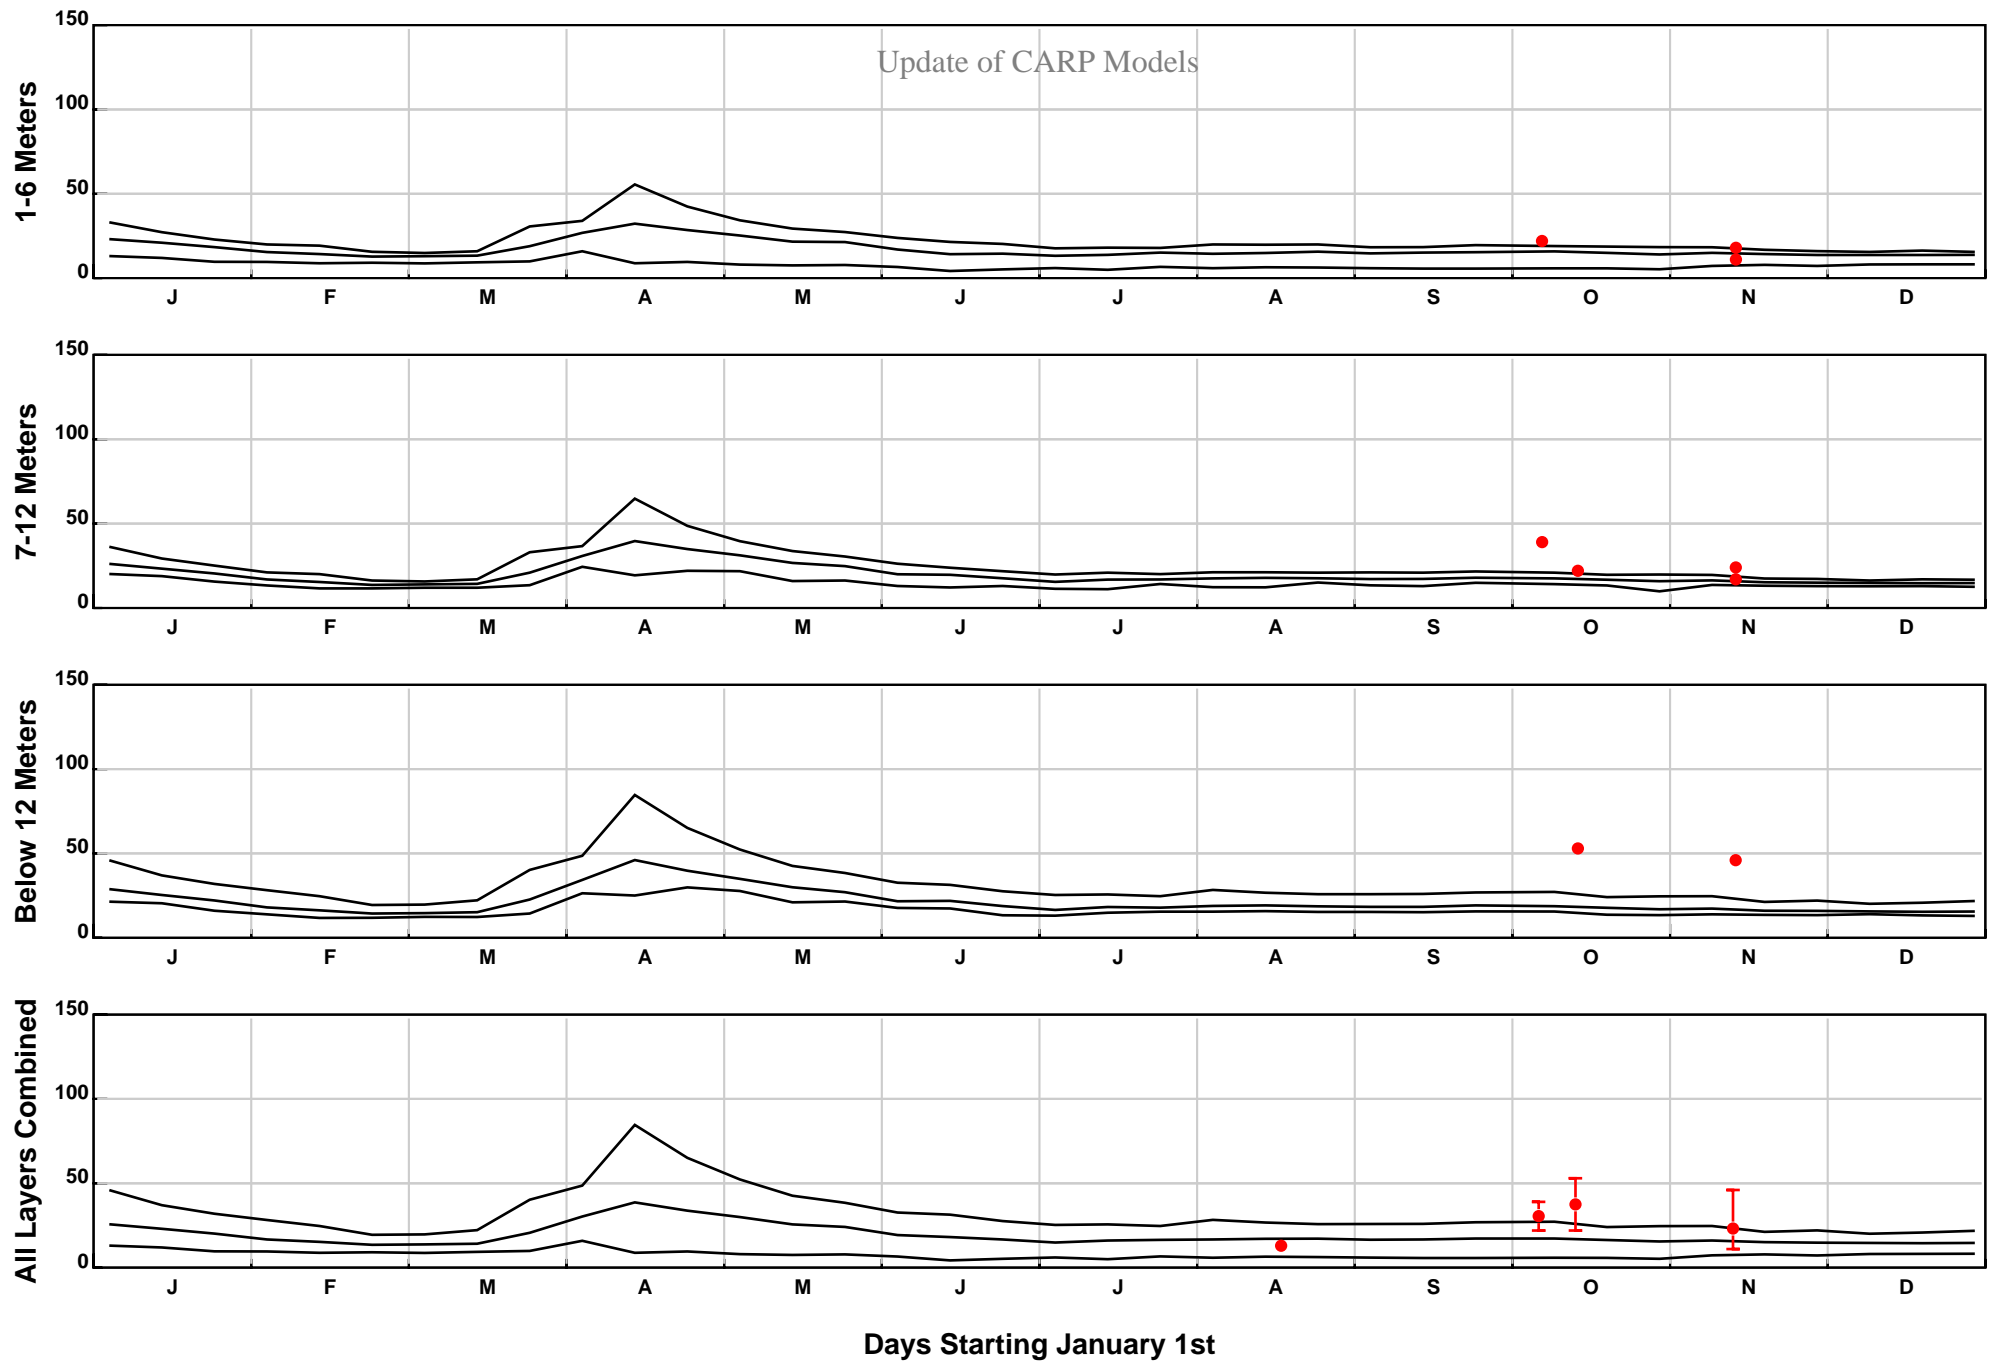 Update of CARP Models
1-6 Meters
150
100
50
0
J F M A M J J A S O N D
7-12 Meters
150
100
50
0
J F M A M J J A S O N D
Below 12 Meters
150
100
50
0
J F M A M J J A S O N D
All Layers Combined
150
100
50
0
J F M A M J J A S O N D
Days Starting January 1st